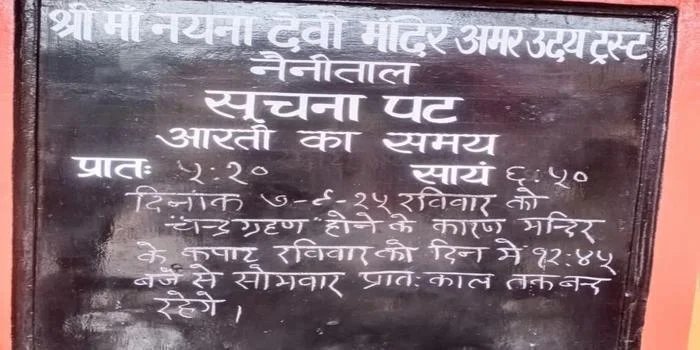 श्री माँ नयना देवी मंदिर अमर उदय ट्रस्ट
नैनीताल
सूचना पट
आरती का समय
प्रातः ५:१० सायं ६:५०
दिनांक ७-९-२५ रविवार को
चन्द्रग्रहण होने के कारण मन्दिर
के कपाट रविवार को दिन में १२:४५
बजे से सोमवार प्रातः काल तक बन्द
रहेगे।